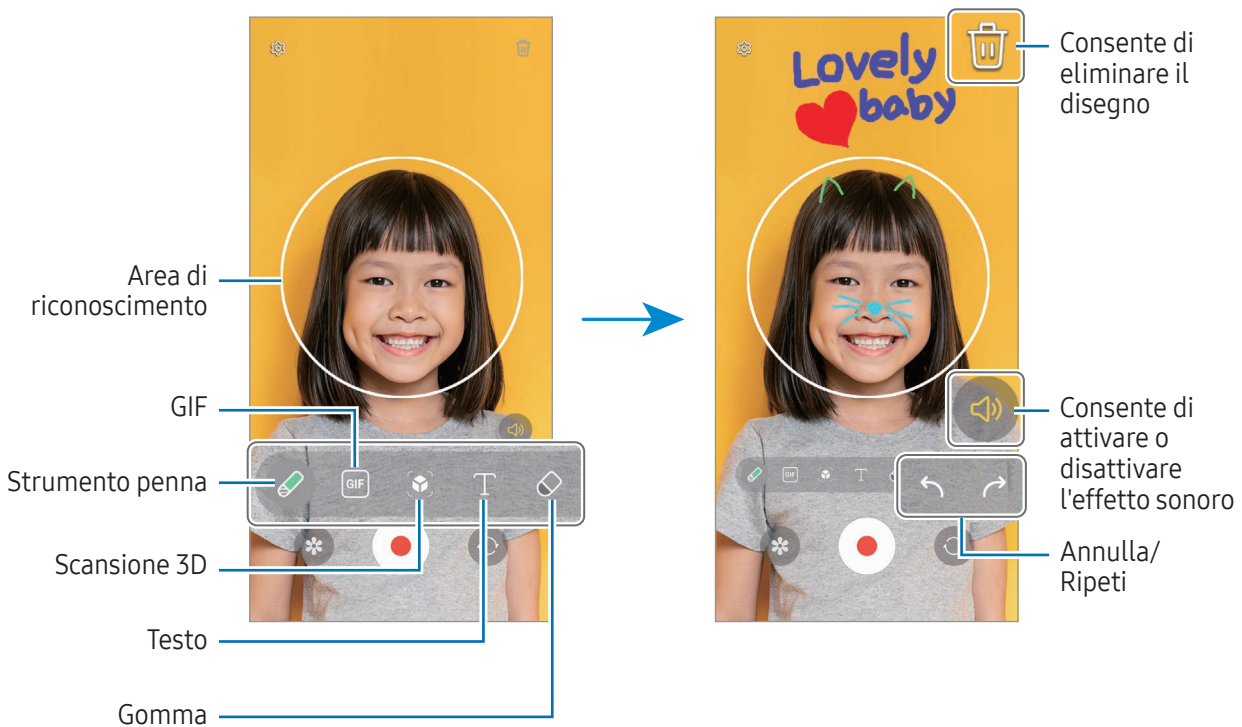 Area di
riconoscimento
GIF
Strumento penna
GIF
Scansione 3D
Testo
Gomma
Lovely
baby
GIF
Consente di
eliminare il
disegno
Consente di
attivare o
disattivare
l'effetto sonoro
Annulla/
Ripeti